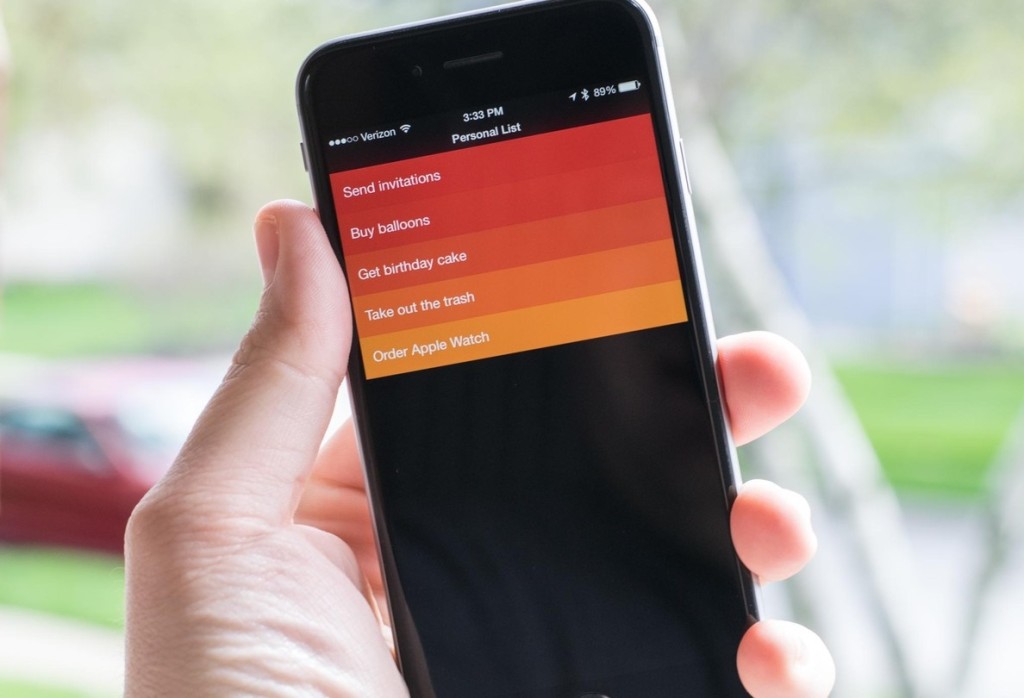 3:33 PM
Verizon
89%
Personal List
Send invitations
Buy balloons
Get birthday cake
Take out the trash
Order Apple Watch